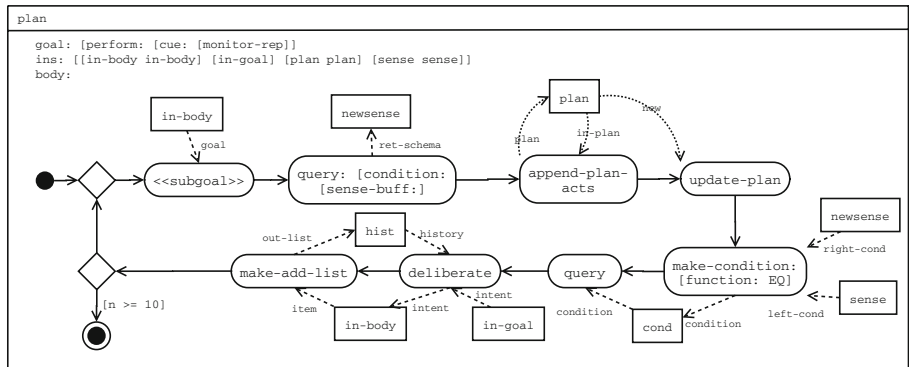 plan
goal: [perform: [cue: [monitor-rep]]
ins: [[in-body in-body] [in-goal] [plan plan] [sense sense]]
body:
in-body
goal
newsense
ret-schema
plan
plan
in-plan
new
<<subgoal>>
query: [condition:
[sense-buff:]
append-plan-
acts
update-plan
newsense
right-cond
out-list
hist
history
make-add-list
deliberate
query
make-condition:
[function: EQ]
[n >= 10]
item
in-body
intent
intent
in-goal
condition
cond
condition
left-cond
sense